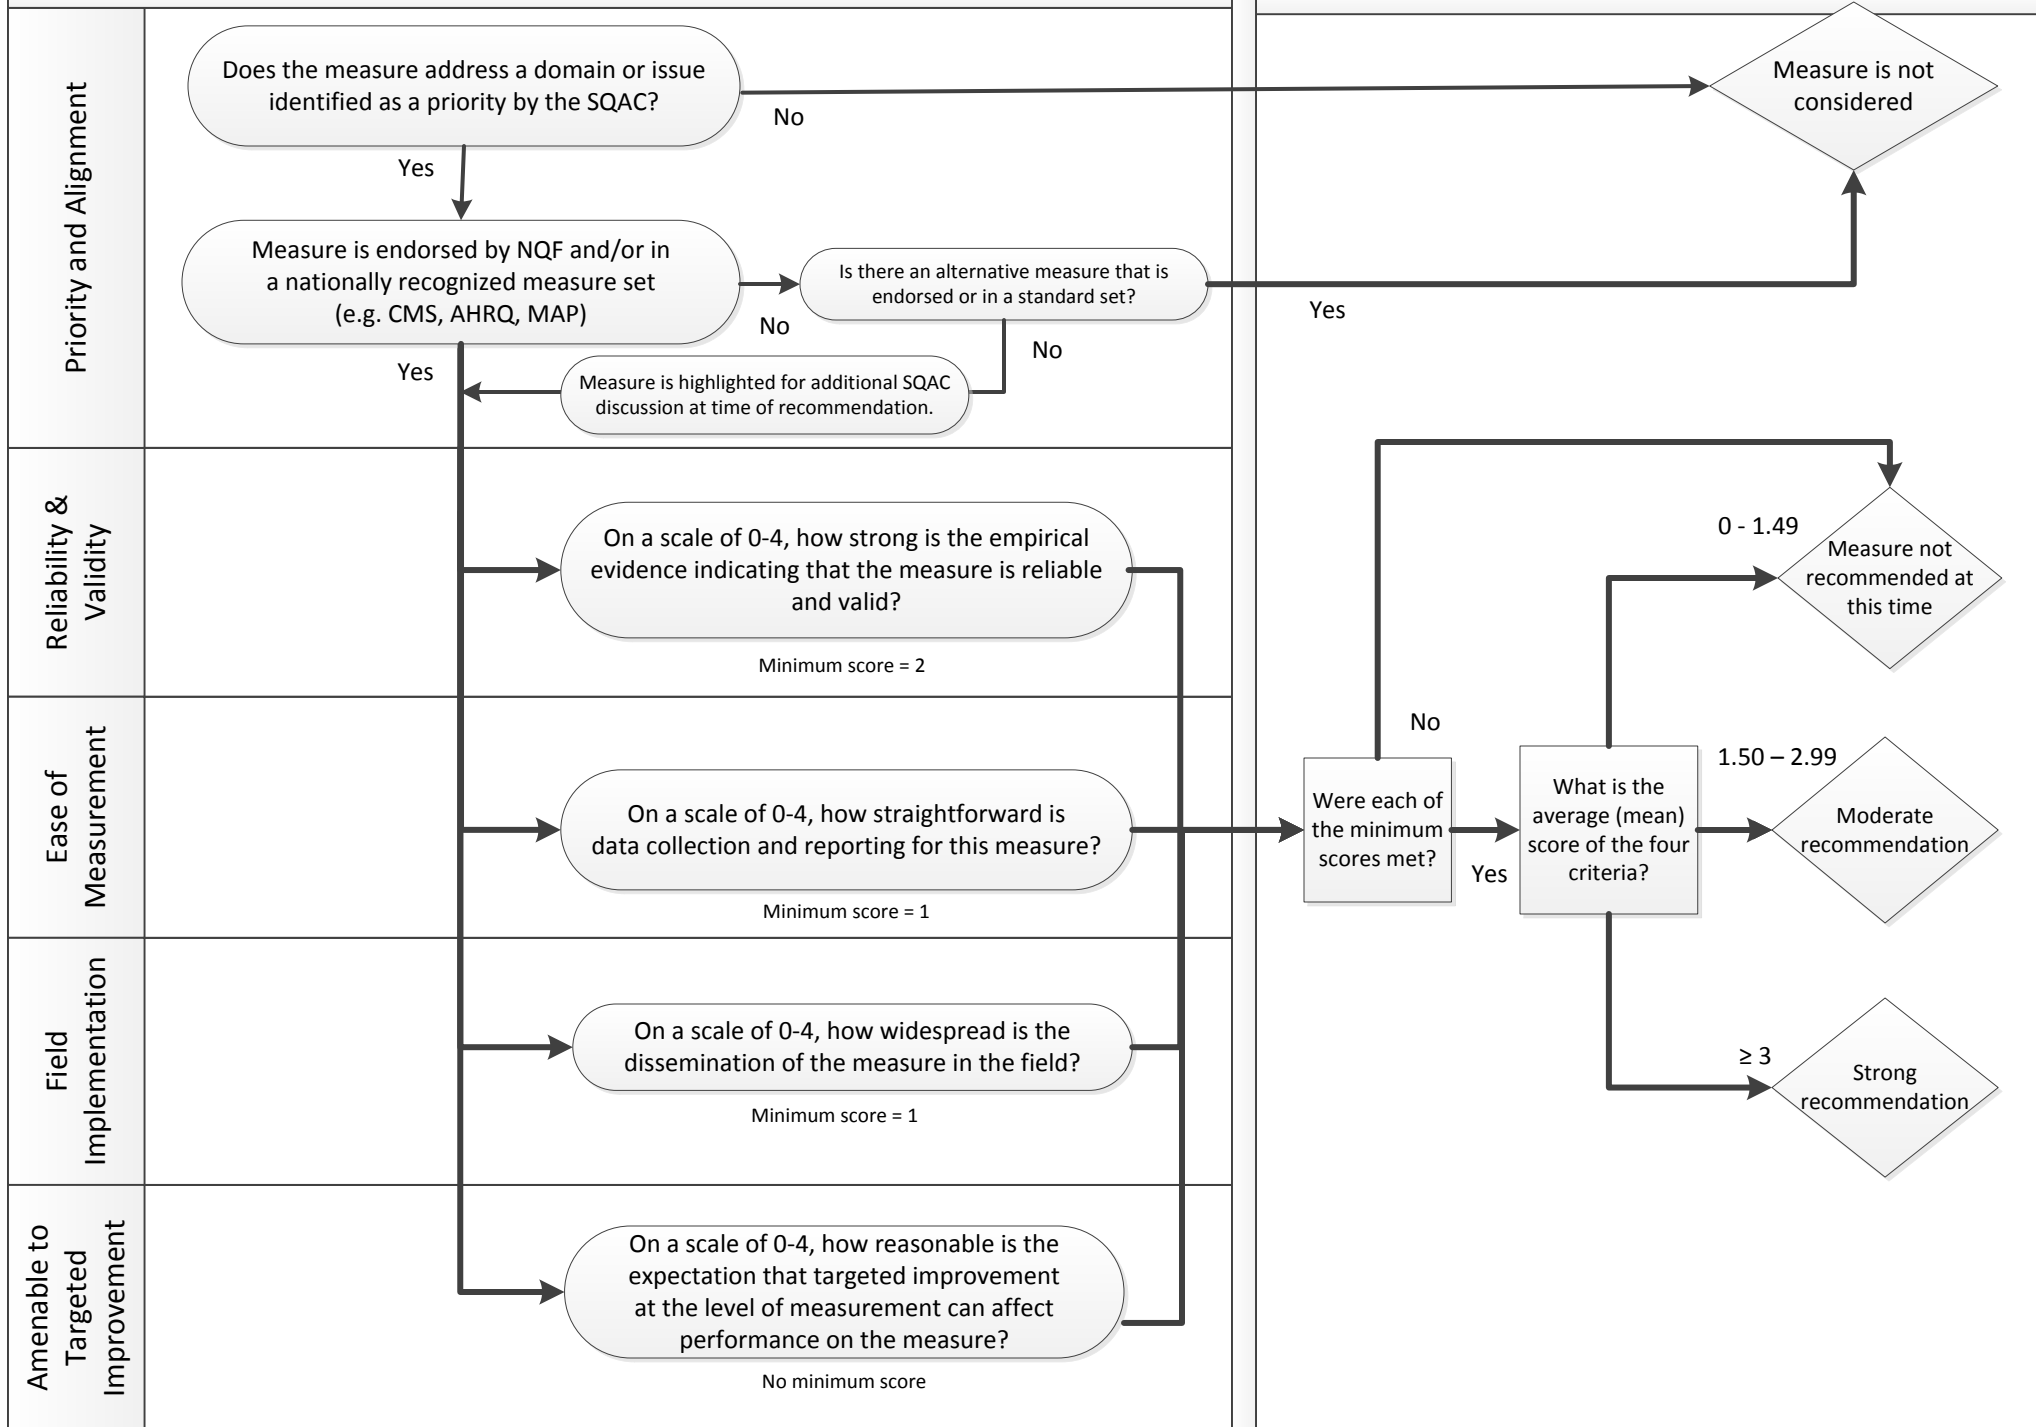 Priority and Alignment
Does the measure address a domain or issue
identified as a priority by the SQAC?
No
Measure is not
considered
Yes
Measure is endorsed by NQF and/or in
a nationally recognized measure set
(e.g. CMS, AHRQ, MAP)
No
Is there an alternative measure that is
endorsed or in a standard set?
Yes
No
Yes
Measure is highlighted for additional SQAC
discussion at time of recommendation.
Reliability &
Validity
On a scale of 0-4, how strong is the empirical
evidence indicating that the measure is reliable
and valid?
Minimum score = 2
Ease of
Measurement
On a scale of 0-4, how straightforward is
data collection and reporting for this measure?
Minimum score = 1
Field
Implementation
On a scale of 0-4, how widespread is the
dissemination of the measure in the field?
Minimum score = 1
Amenable to
Targeted
Improvement
On a scale of 0-4, how reasonable is the
expectation that targeted improvement
at the level of measurement can affect
performance on the measure?
No minimum score
Were each of
the minimum
scores met?
No
Yes
What is the
average (mean)
score of the four
criteria?
0 - 1.49
Measure not
recommended at
this time
1.50 – 2.99
Moderate
recommendation
≥ 3
Strong
recommendation